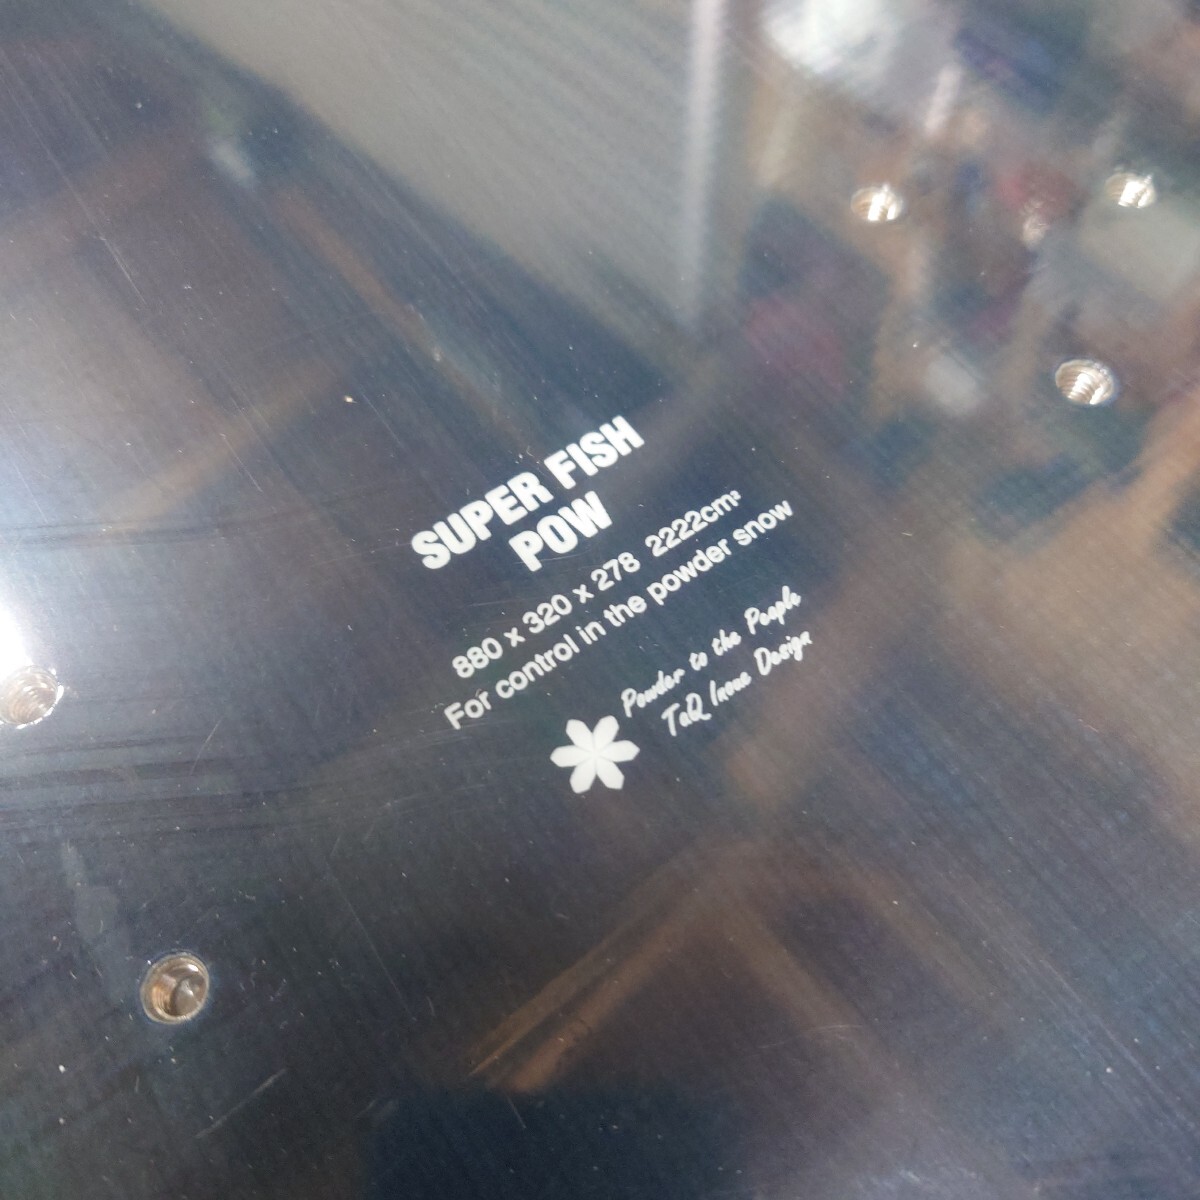 SUPER FISH
POW
880 x 320 x 278 2222cm²
For control in the powder snow
Powder to the People
TaQ Inoue Design